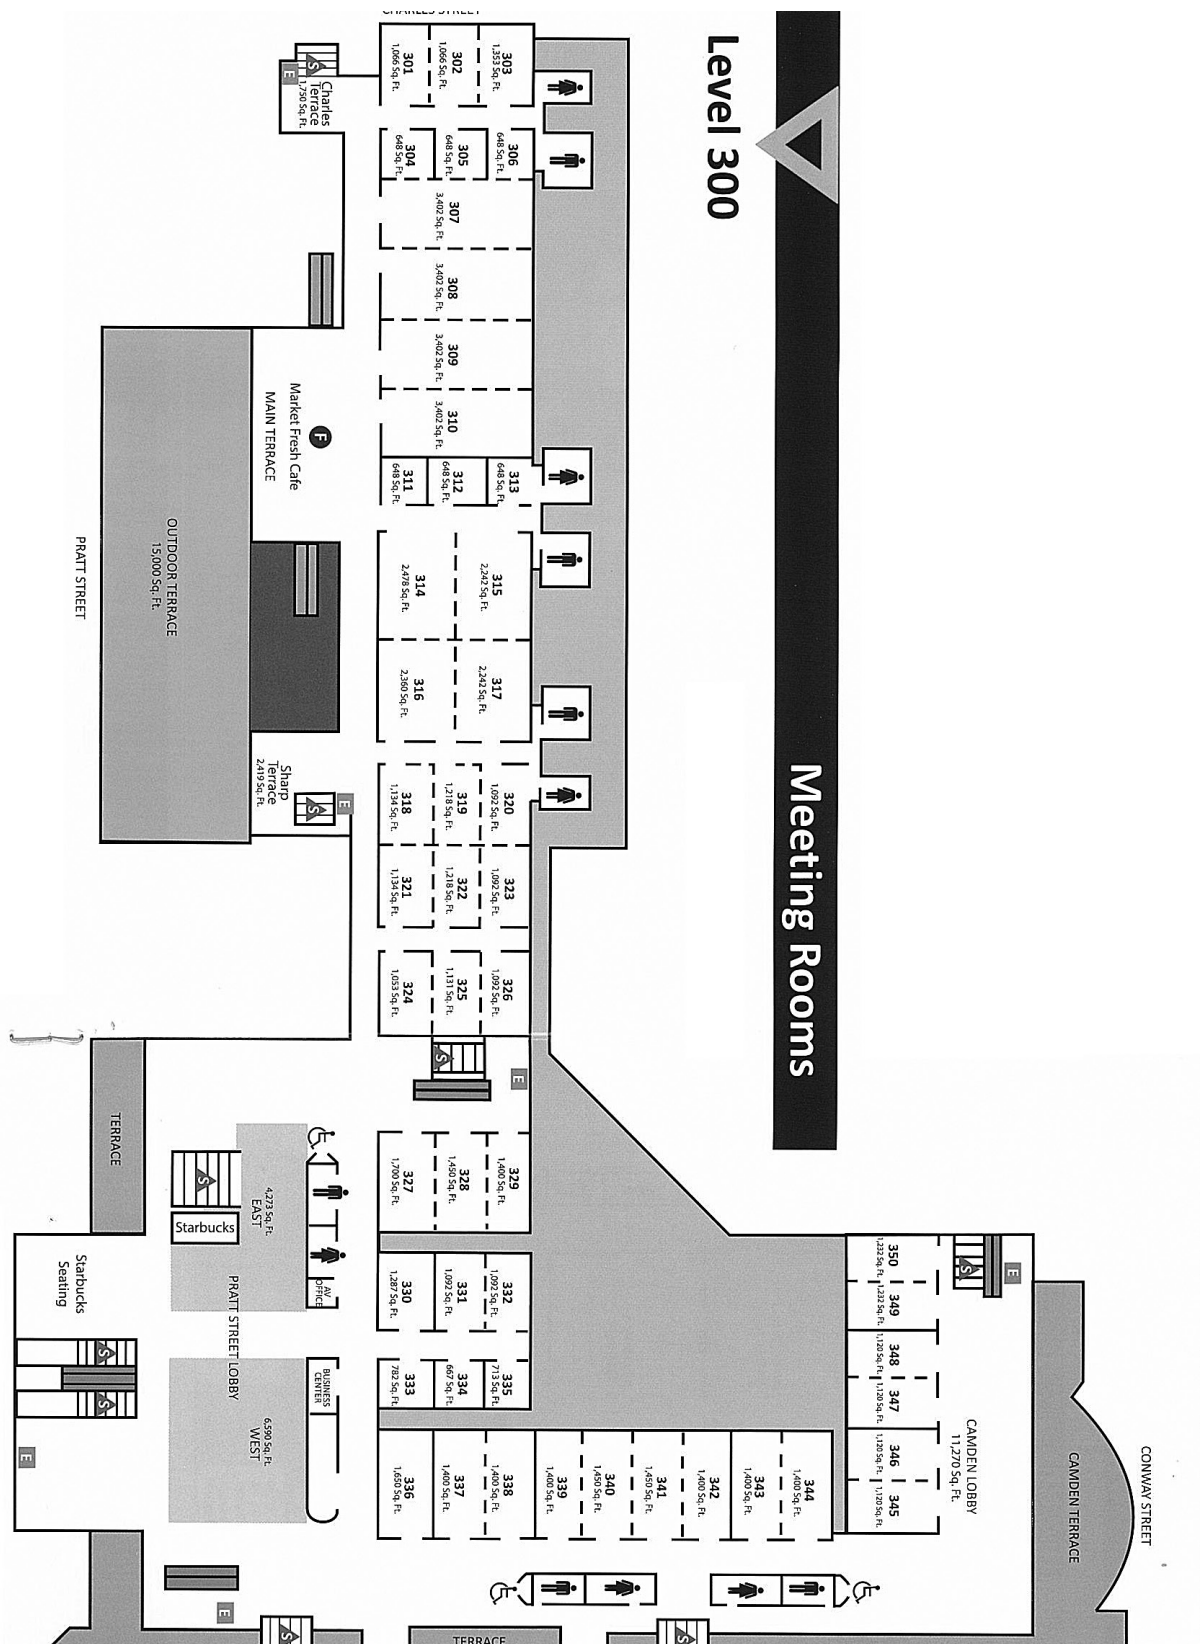 Meeting Rooms
Level 300
CHARLES STREET
301
1,066 Sq. Ft.
302
1,066 Sq. Ft.
303
1,353 Sq. Ft.
S
E
Charles
Terrace
1,750 Sq. Ft.
304
648 Sq. Ft.
305
648 Sq. Ft.
306
648 Sq. Ft.
307
3,402 Sq. Ft.
308
3,402 Sq. Ft.
309
3,402 Sq. Ft.
310
3,402 Sq. Ft.
F
Market Fresh Cafe
MAIN TERRACE
311
648 Sq. Ft.
312
648 Sq. Ft.
313
648 Sq. Ft.
OUTDOOR TERRACE
15,000 Sq. Ft.
PRATT STREET
314
2,478 Sq. Ft.
315
2,242 Sq. Ft.
316
2,360 Sq. Ft.
317
2,242 Sq. Ft.
Sharp
Terrace
2,419 Sq. Ft.
S
E
318
1,134 Sq. Ft.
319
1,218 Sq. Ft.
320
1,092 Sq. Ft.
321
1,134 Sq. Ft.
322
1,218 Sq. Ft.
323
1,092 Sq. Ft.
324
1,053 Sq. Ft.
325
1,131 Sq. Ft.
326
1,092 Sq. Ft.
S
E
TERRACE
327
1,700 Sq. Ft.
328
1,450 Sq. Ft.
329
1,400 Sq. Ft.
S
Starbucks
4,273 Sq. Ft.
EAST
AV
OFFICE
Starbucks
Seating
PRATT STREET LOBBY
330
1,287 Sq. Ft.
331
1,092 Sq. Ft.
332
1,092 Sq. Ft.
333
782 Sq. Ft.
334
667 Sq. Ft.
335
713 Sq. Ft.
BUSINESS
CENTER
6,590 Sq. Ft.
WEST
S
S
E
336
1,650 Sq. Ft.
337
1,400 Sq. Ft.
338
1,400 Sq. Ft.
339
1,400 Sq. Ft.
340
1,450 Sq. Ft.
341
1,450 Sq. Ft.
342
1,400 Sq. Ft.
343
1,400 Sq. Ft.
344
1,400 Sq. Ft.
350
1,232 Sq. Ft.
349
1,232 Sq. Ft.
348
1,120 Sq. Ft.
347
1,120 Sq. Ft.
346
1,120 Sq. Ft.
345
1,120 Sq. Ft.
S
E
CAMDEN LOBBY
11,270 Sq. Ft.
CAMDEN TERRACE
CONWAY STREET
E
S
TERRACE
S